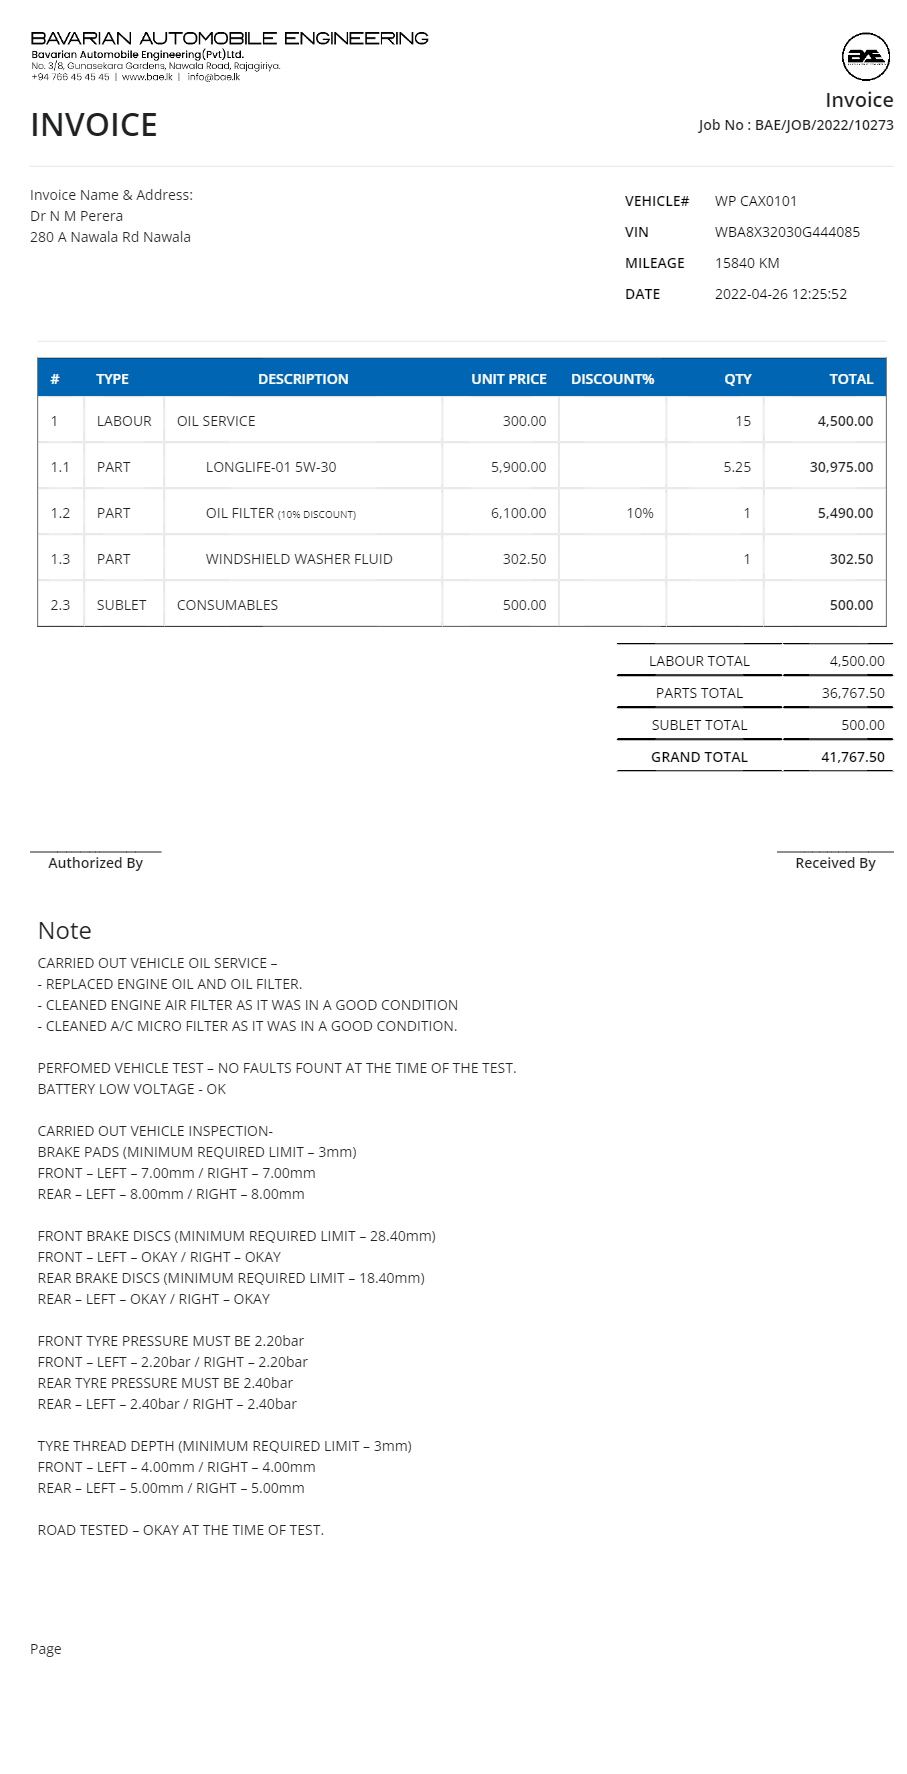 BAVARIAN AUTOMOBILE ENGINEERING
Bavarian Automobile Engineering(Pvt)Ltd.
No. 3/8, Gunasekara Gardens, Nawala Road, Rajagiriya.
+94 766 45 45 45 | www.bae.lk | info@bae.lk
BAE
Invoice
INVOICE
Job No : BAE/JOB/2022/10273
Invoice Name & Address:
Dr N M Perera
280 A Nawala Rd Nawala
VEHICLE# WP CAX0101
VIN WBA8X32030G444085
MILEAGE 15840 KM
DATE 2022-04-26 12:25:52
# TYPE DESCRIPTION UNIT PRICE DISCOUNT% QTY TOTAL
1 LABOUR OIL SERVICE 300.00 15 4,500.00
1.1 PART LONGLIFE-01 5W-30 5,900.00 5.25 30,975.00
1.2 PART OIL FILTER (10% DISCOUNT) 6,100.00 10% 1 5,490.00
1.3 PART WINDSHIELD WASHER FLUID 302.50 1 302.50
2.3 SUBLET CONSUMABLES 500.00 500.00
LABOUR TOTAL 4,500.00
PARTS TOTAL 36,767.50
SUBLET TOTAL 500.00
GRAND TOTAL 41,767.50
Authorized By Received By
Note
CARRIED OUT VEHICLE OIL SERVICE –
- REPLACED ENGINE OIL AND OIL FILTER.
- CLEANED ENGINE AIR FILTER AS IT WAS IN A GOOD CONDITION
- CLEANED A/C MICRO FILTER AS IT WAS IN A GOOD CONDITION.
PERFOMED VEHICLE TEST – NO FAULTS FOUNT AT THE TIME OF THE TEST.
BATTERY LOW VOLTAGE - OK
CARRIED OUT VEHICLE INSPECTION-
BRAKE PADS (MINIMUM REQUIRED LIMIT – 3mm)
FRONT – LEFT – 7.00mm / RIGHT – 7.00mm
REAR – LEFT – 8.00mm / RIGHT – 8.00mm
FRONT BRAKE DISCS (MINIMUM REQUIRED LIMIT – 28.40mm)
FRONT – LEFT – OKAY / RIGHT – OKAY
REAR BRAKE DISCS (MINIMUM REQUIRED LIMIT – 18.40mm)
REAR – LEFT – OKAY / RIGHT – OKAY
FRONT TYRE PRESSURE MUST BE 2.20bar
FRONT – LEFT – 2.20bar / RIGHT – 2.20bar
REAR TYRE PRESSURE MUST BE 2.40bar
REAR – LEFT – 2.40bar / RIGHT – 2.40bar
TYRE THREAD DEPTH (MINIMUM REQUIRED LIMIT – 3mm)
FRONT – LEFT – 4.00mm / RIGHT – 4.00mm
REAR – LEFT – 5.00mm / RIGHT – 5.00mm
ROAD TESTED – OKAY AT THE TIME OF TEST.
Page